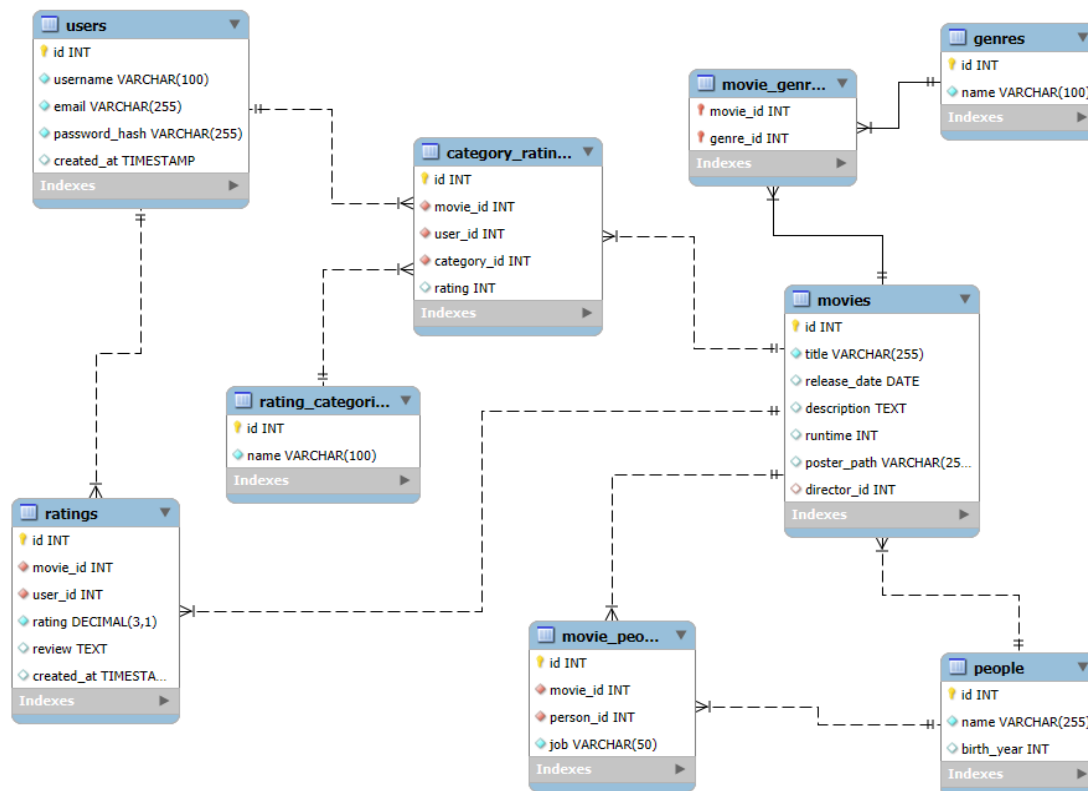 users
id INT
username VARCHAR(100)
email VARCHAR(255)
password_hash VARCHAR(255)
created_at TIMESTAMP
Indexes
genres
id INT
name VARCHAR(100)
Indexes
movie_genr...
movie_id INT
genre_id INT
Indexes
category_ratin...
id INT
movie_id INT
user_id INT
category_id INT
rating INT
Indexes
movies
id INT
title VARCHAR(255)
release_date DATE
description TEXT
runtime INT
poster_path VARCHAR(25...
director_id INT
Indexes
rating_categori...
id INT
name VARCHAR(100)
Indexes
ratings
id INT
movie_id INT
user_id INT
rating DECIMAL(3,1)
review TEXT
created_at TIMESTA...
Indexes
movie_peo...
id INT
movie_id INT
person_id INT
job VARCHAR(50)
Indexes
people
id INT
name VARCHAR(255)
birth_year INT
Indexes